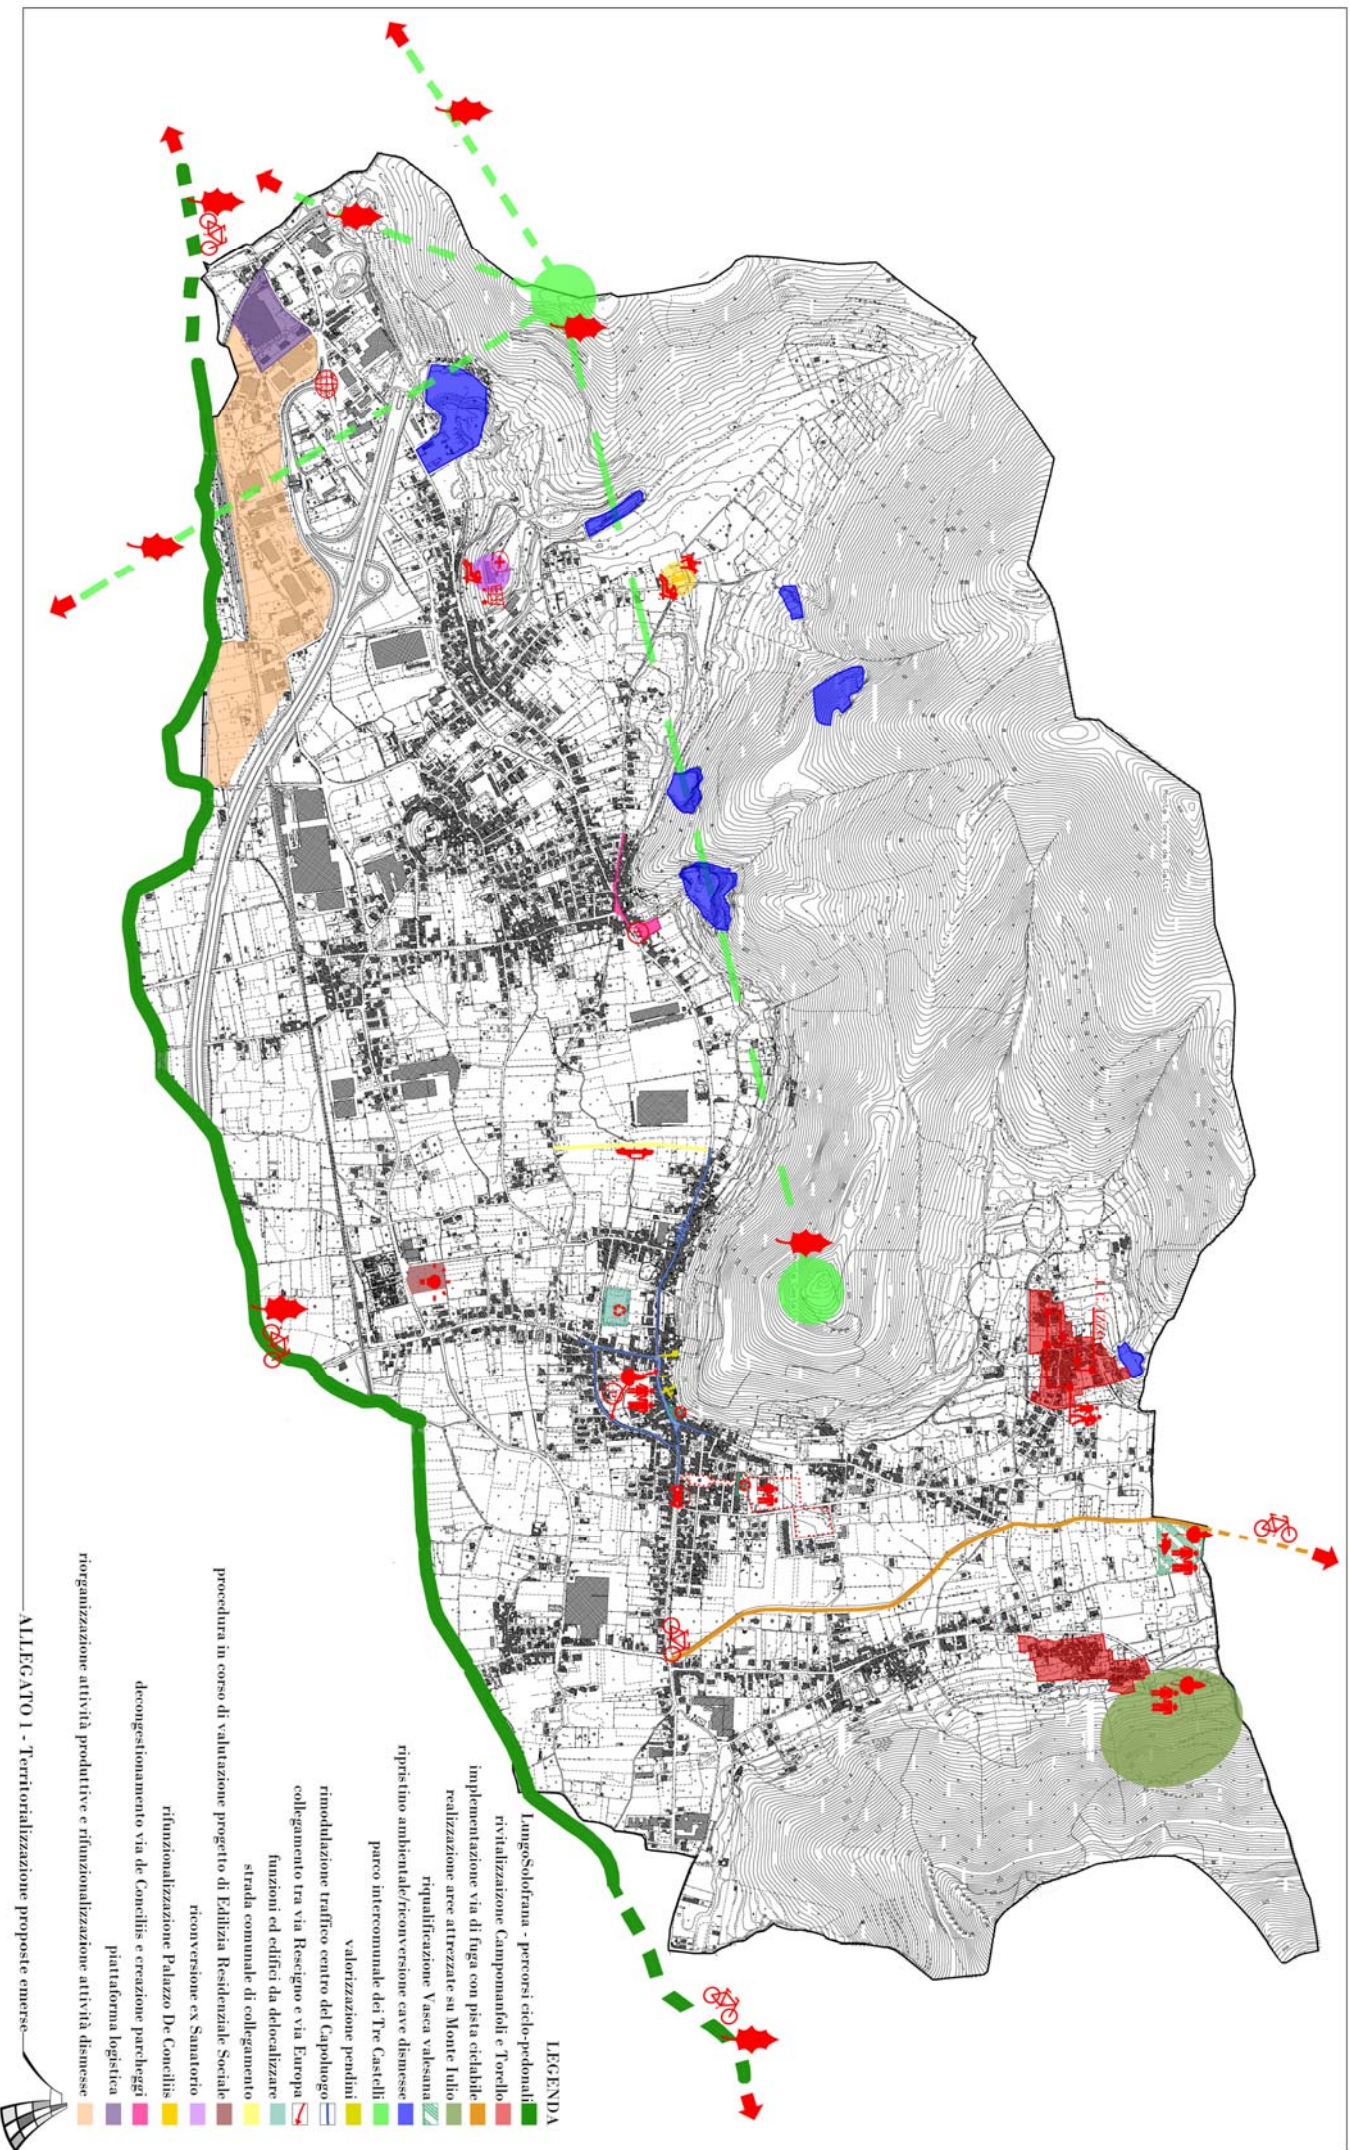 LEGENDA
LungoSolofrana - percorsi ciclo-pedonali
rivitalizzaizone Campomanfoli e Torello
implementazione via di fuga con pista ciclabile
realizzazione aree attrezzate su Monte Iulio
riqualificazione Vasca valesana
ripristino ambientale/riconversione cave dismesse
parco intercomunale dei Tre Castelli
valorizzazione pendini
rimodulazione traffico centro del Capoluogo
collegamento tra via Rescigno e via Europa
funzioni ed edifici da delocalizzare
strada comunale di collegamento
procedura in corso di valutazione progetto di Edilizia Residenziale Sociale
riconversione ex Sanatorio
rifunzionalizzazione Palazzo De Conciliis
decongestionamento via de Conciliis e creazione parcheggi
piattaforma logistica
riorganizzazione attività produttive e rifunzionalizzazione attività dismesse
ALLEGATO 1 - Territorializzazione proposte emerse